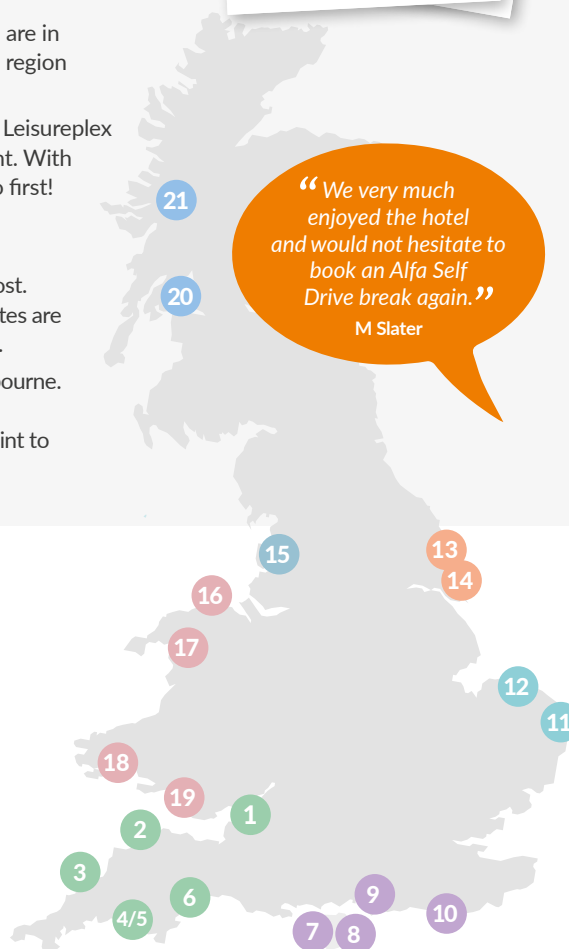 are in
region
Leisureplex
nt. With
o first!
ost.
tes are
.
ourne.
int to
“ We very much
enjoyed the hotel
and would not hesitate to
book an Alfa Self
Drive break again.”
M Slater
21
20
15
13
14
16
17
12
11
18
19
1
2
3
6
4/5
9
10
7
8